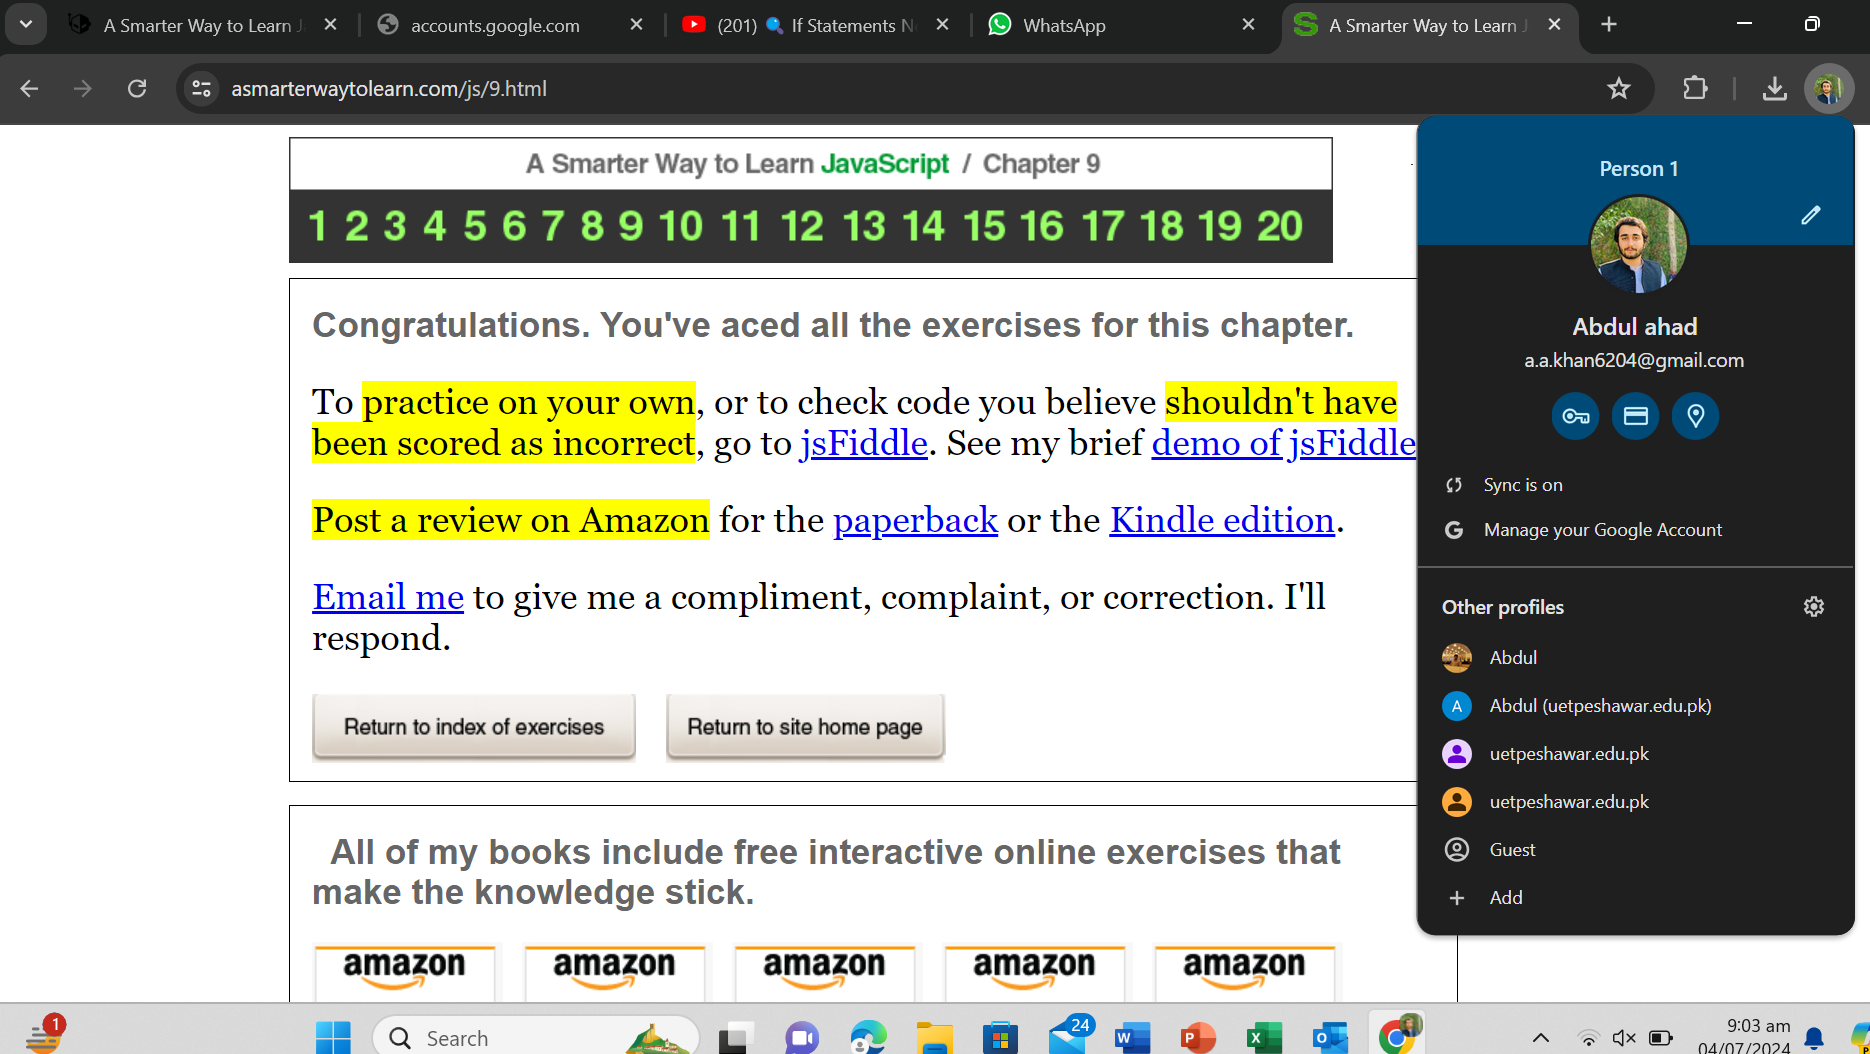 A Smarter Way to Learn J
accounts.google.com
(201) 🔍 If Statements N
WhatsApp
A Smarter Way to Learn J
asmarterwaytolearn.com/js/9.html
A Smarter Way to Learn JavaScript / Chapter 9
1 2 3 4 5 6 7 8 9 10 11 12 13 14 15 16 17 18 19 20
Congratulations. You've aced all the exercises for this chapter.
To practice on your own, or to check code you believe shouldn't have
been scored as incorrect, go to jsFiddle. See my brief demo of jsFiddle
Post a review on Amazon for the paperback or the Kindle edition.
Email me to give me a compliment, complaint, or correction. I'll
respond.
Return to index of exercises
Return to site home page
All of my books include free interactive online exercises that
make the knowledge stick.
amazon amazon amazon amazon amazon
Person 1
Abdul ahad
a.a.khan6204@gmail.com
Sync is on
Manage your Google Account
Other profiles
Abdul
A Abdul (uetpeshawar.edu.pk)
uetpeshawar.edu.pk
uetpeshawar.edu.pk
Guest
Add
1
Search
24
9:03 am
04/07/2024